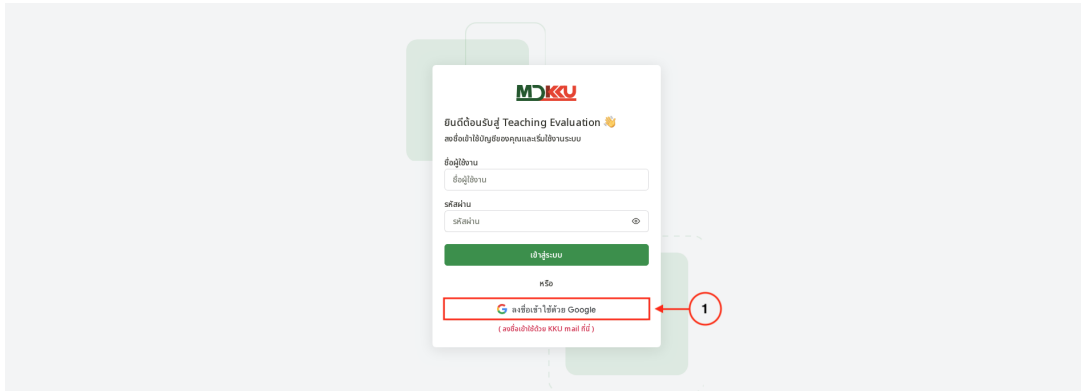 MDKKU
ยินดีต้อนรับสู่ Teaching Evaluation 👋
ลงชื่อเข้าใช้บัญชีของคุณและเริ่มใช้งานระบบ
ชื่อผู้ใช้งาน
ชื่อผู้ใช้งาน
รหัสผ่าน
รหัสผ่าน
เข้าสู่ระบบ
หรือ
ลงชื่อเข้าใช้ด้วย Google
1
( ลงชื่อเข้าใช้ด้วย KKU mail ที่นี่ )